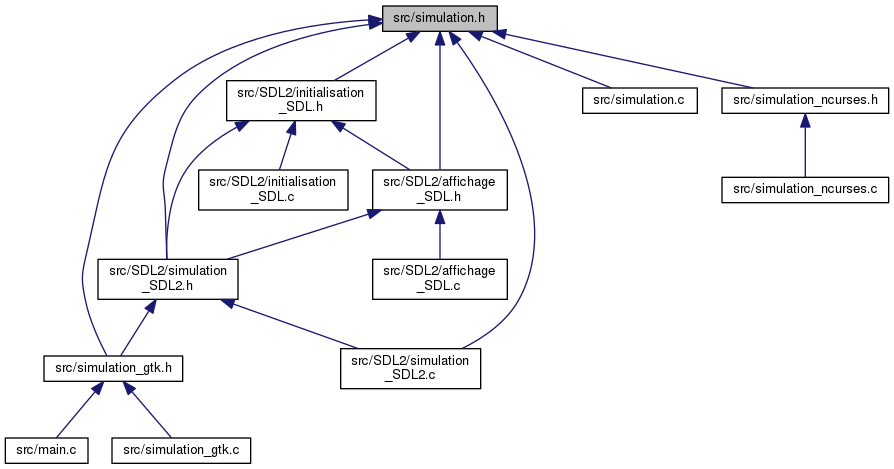 src/simulation.h
src/SDL2/initialisation
_SDL.h
src/simulation.c
src/simulation_ncurses.h
src/SDL2/initialisation
_SDL.c
src/SDL2/affichage
_SDL.h
src/simulation_ncurses.c
src/SDL2/simulation
_SDL2.h
src/SDL2/affichage
_SDL.c
src/simulation_gtk.h
src/SDL2/simulation
_SDL2.c
src/main.c
src/simulation_gtk.c